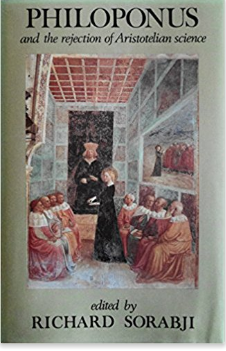 PHILOPONUS
and the rejection of Aristotelian science
edited by
RICHARD SORABJI